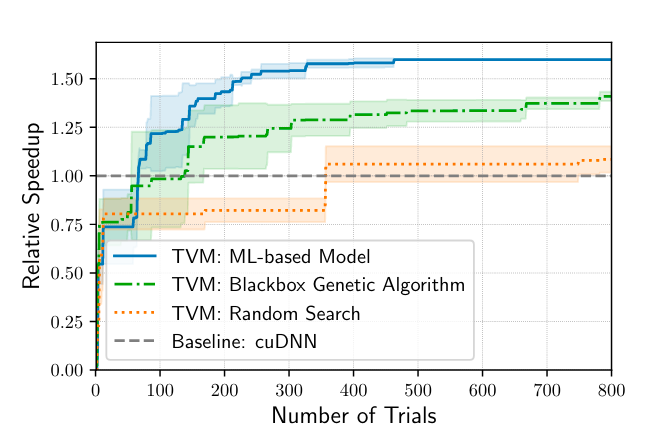 Relative Speedup
1.50
1.25
1.00
0.75
0.50
0.25
0.00
TVM: ML-based Model
TVM: Blackbox Genetic Algorithm
TVM: Random Search
Baseline: cuDNN
0 100 200 300 400 500 600 700 800
Number of Trials